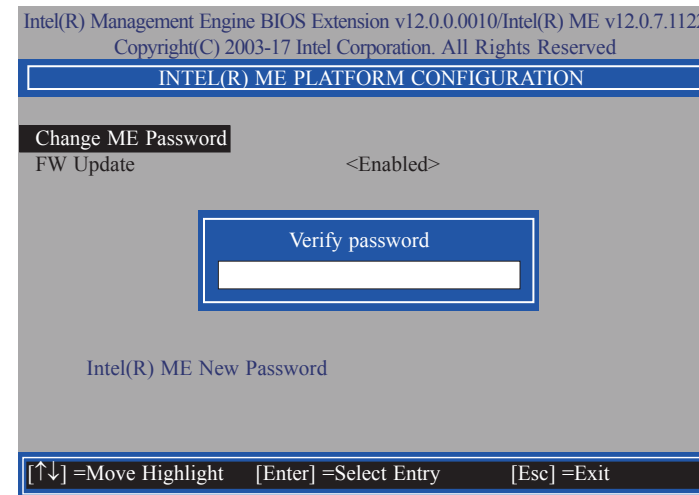 Intel(R) Management Engine BIOS Extension v12.0.0.0010/Intel(R) ME v12.0.7.1122
Copyright(C) 2003-17 Intel Corporation. All Rights Reserved
INTEL(R) ME PLATFORM CONFIGURATION
Change ME Password
FW Update <Enabled>
Verify password
Intel(R) ME New Password
[↑↓] =Move Highlight [Enter] =Select Entry [Esc] =Exit